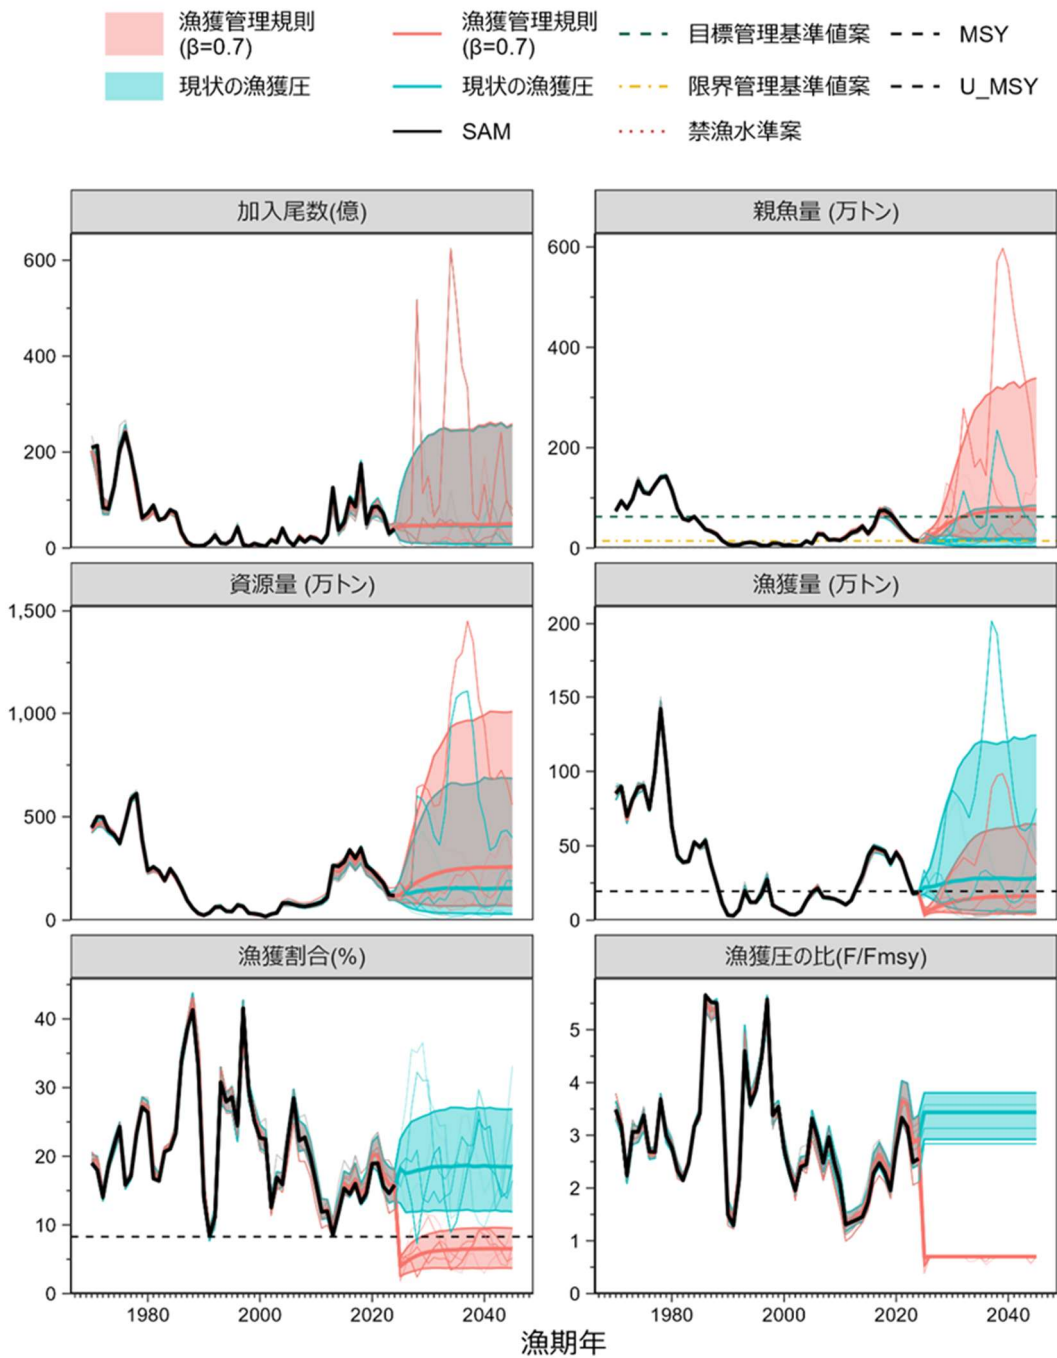 漁獲管理規則 漁獲管理規則 目標管理基準値案 MSY
(β=0.7) (β=0.7)
現状の漁獲圧 現状の漁獲圧 限界管理基準値案 U_MSY
SAM 禁漁水準案
加入尾数(億) 親魚量 (万トン)
600 600
400 400
200 200
0 0
資源量 (万トン) 漁獲量 (万トン)
1,500 200
1,000 150
500 100
0 50
0
漁獲割合(%) 漁獲圧の比(F/Fmsy)
40 5
30 4
20 3
10 2
0 1
0
1980 2000 2020 2040 1980 2000 2020 2040
漁期年